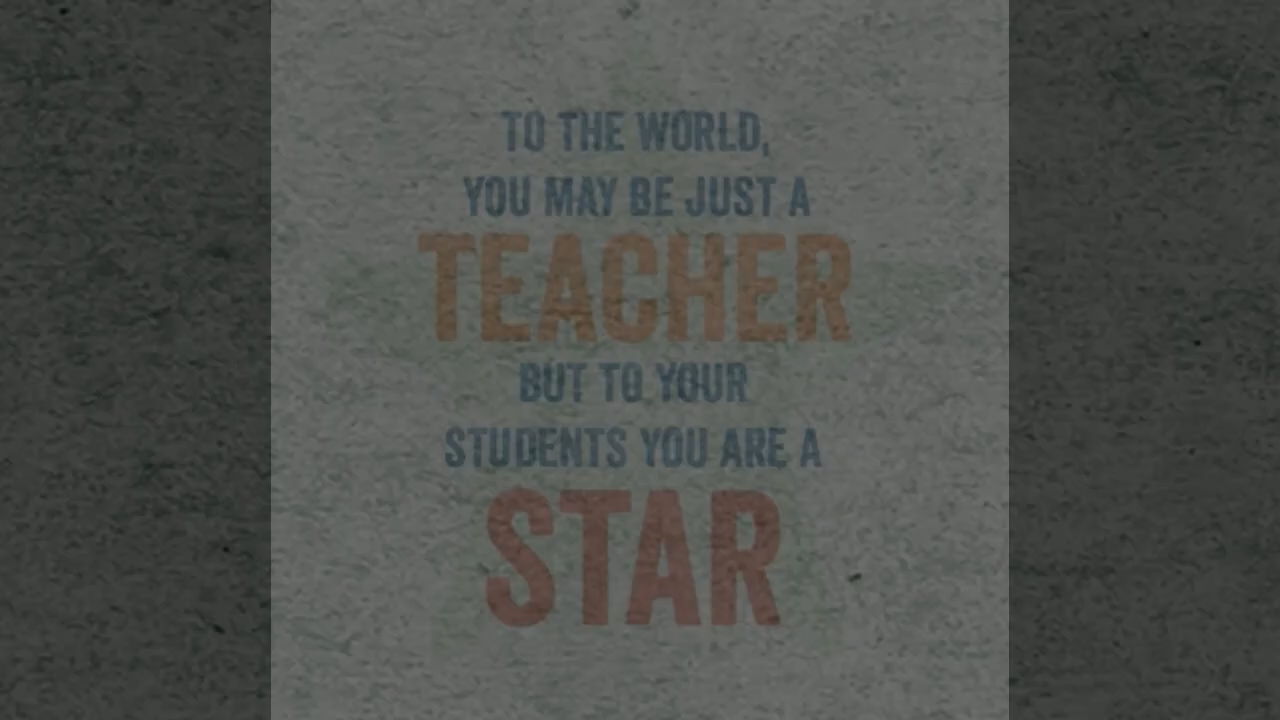 TO THE WORLD,
YOU MAY BE JUST A
TEACHER
BUT TO YOUR
STUDENTS YOU ARE A
STAR